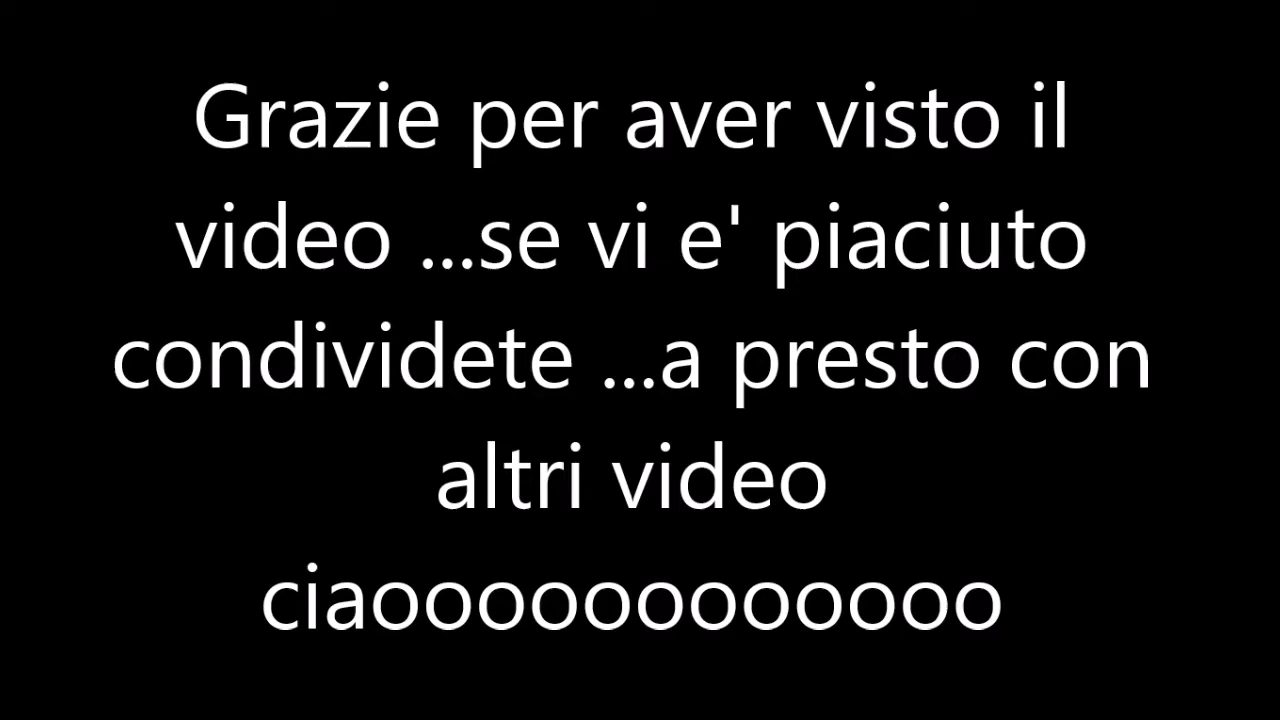 Grazie per aver visto il
video ...se vi e' piaciuto
condividete ...a presto con
altri video
ciaoooooooooooo